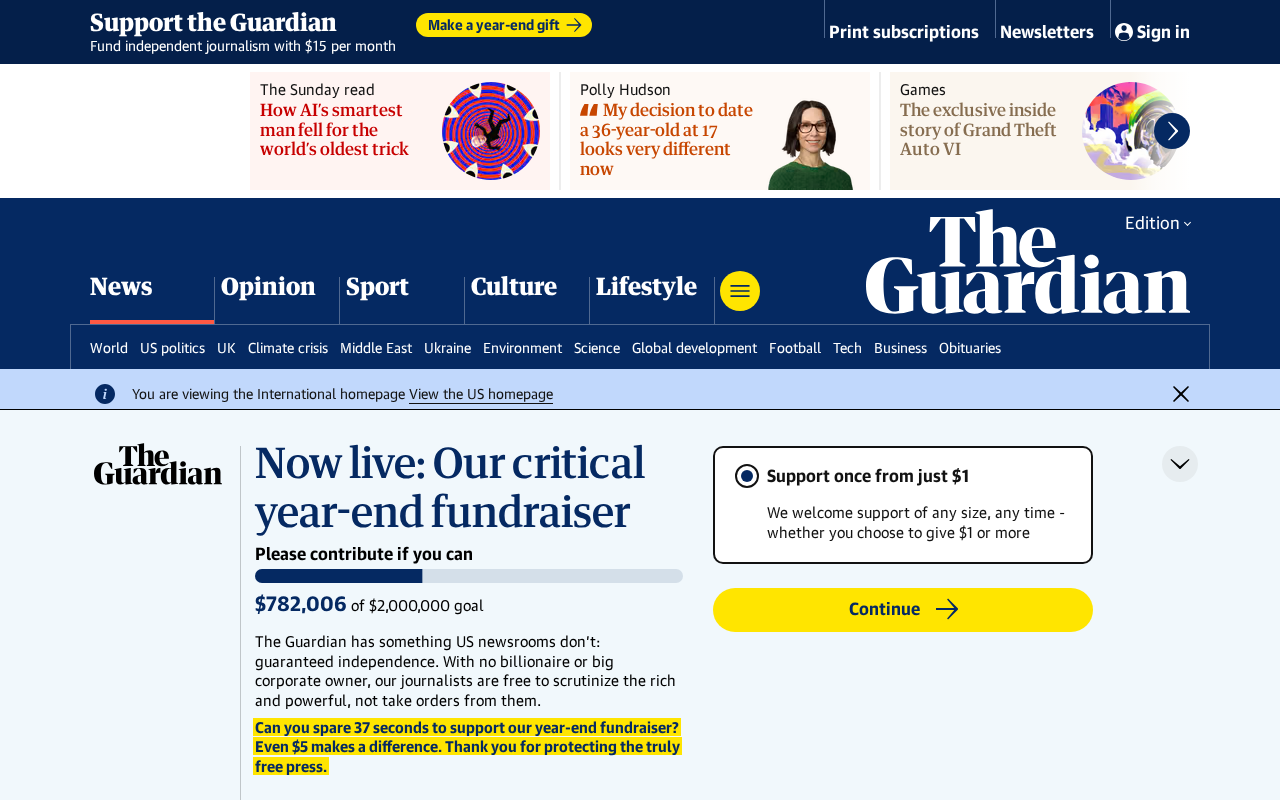 Support the Guardian
Fund independent journalism with $15 per month
Make a year-end gift
Print subscriptions
Newsletters
Sign in
The Sunday read
How AI's smartest
man fell for the
world's oldest trick
Polly Hudson
My decision to date
a 36-year-old at 17
looks very different
now
Games
The exclusive inside
story of Grand Theft
Auto VI
Edition
The
Guardian
News
Opinion
Sport
Culture
Lifestyle
World
US politics
UK
Climate crisis
Middle East
Ukraine
Environment
Science
Global development
Football
Tech
Business
Obituaries
You are viewing the International homepage View the US homepage
The
Guardian
Now live: Our critical
year-end fundraiser
Please contribute if you can
$782,006 of $2,000,000 goal
The Guardian has something US newsrooms don't:
guaranteed independence. With no billionaire or big
corporate owner, our journalists are free to scrutinize the rich
and powerful, not take orders from them.
Can you spare 37 seconds to support our year-end fundraiser?
Even $5 makes a difference. Thank you for protecting the truly
free press.
Support once from just $1
We welcome support of any size, any time -
whether you choose to give $1 or more
Continue